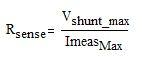 R_sense = V_shunt_max / Imeas_Max